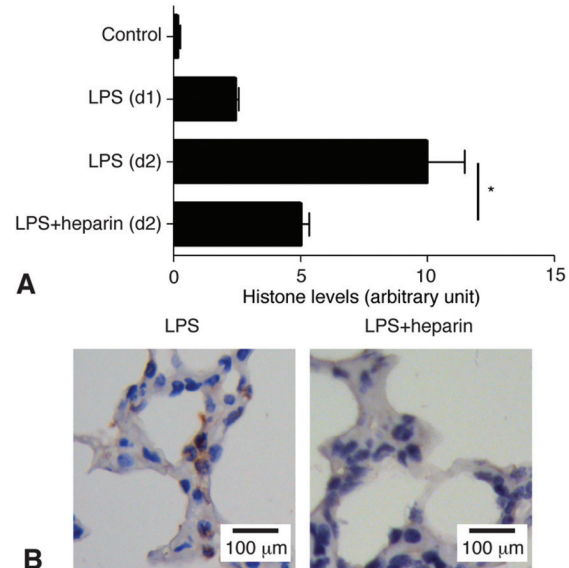 Control
LPS (d1)
LPS (d2)
*
LPS+heparin (d2)
0 5 10 15
A
Histone levels (arbitrary unit)
LPS LPS+heparin
100 μm 100 μm
B